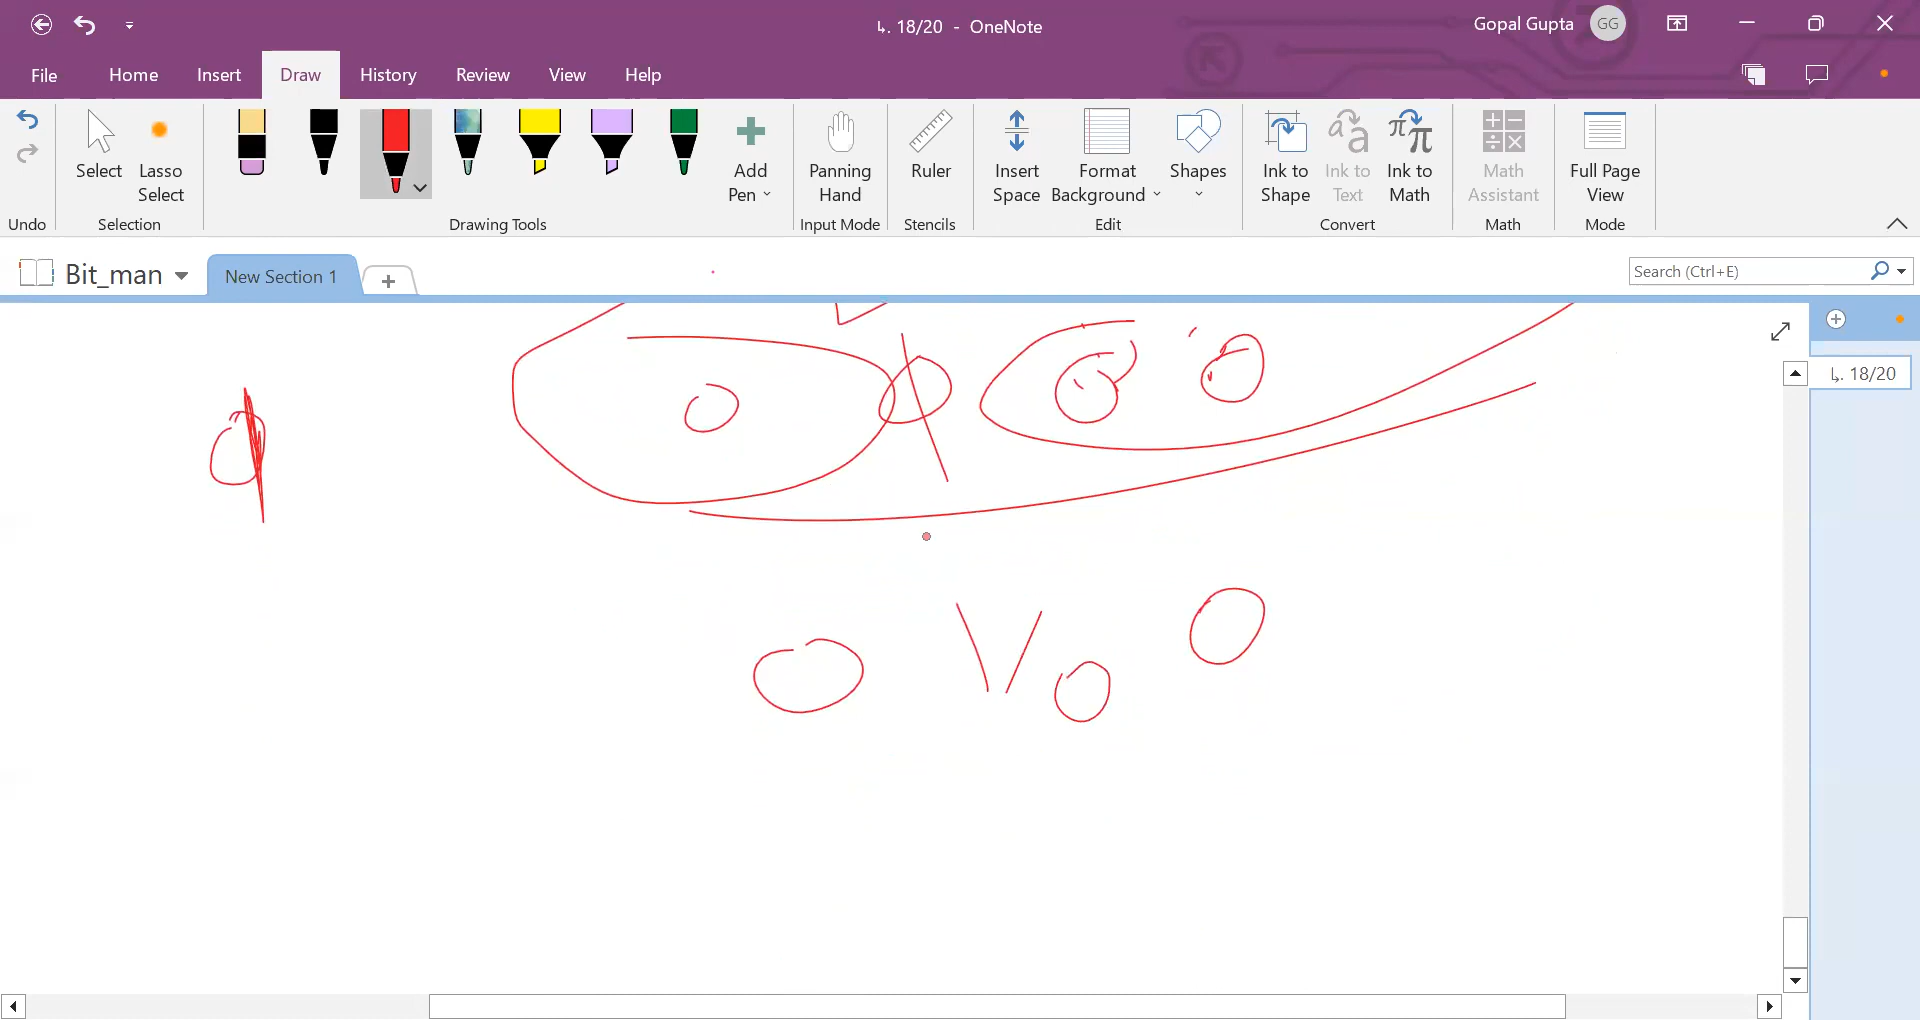 ч. 18/20 - OneNote
Gopal Gupta GG
File Home Insert Draw History Review View Help
Select
Lasso Select
Add Pen
Panning Hand
Ruler
Insert Space
Format Background
Shapes
Ink to Shape
Ink to Text
Ink to Math
Math Assistant
Full Page View
Undo Selection Drawing Tools Input Mode Stencils Edit Convert Math Mode
Bit_man New Section 1 Search (Ctrl+E)
ч. 18/20